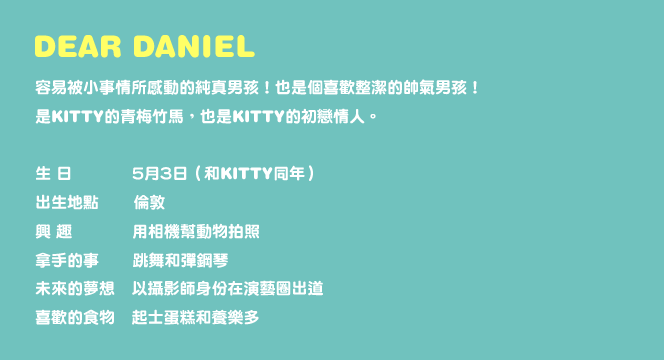 DEAR DANIEL
容易被小事情所感動的純真男孩！也是個喜歡整潔的帥氣男孩！
是KITTY的青梅竹馬，也是KITTY的初戀情人。
生 日 5月3日（和KITTY同年）
出生地點 倫敦
興 趣 用相機幫動物拍照
拿手的事 跳舞和彈鋼琴
未來的夢想 以攝影師身份在演藝圈出道
喜歡的食物 起士蛋糕和養樂多